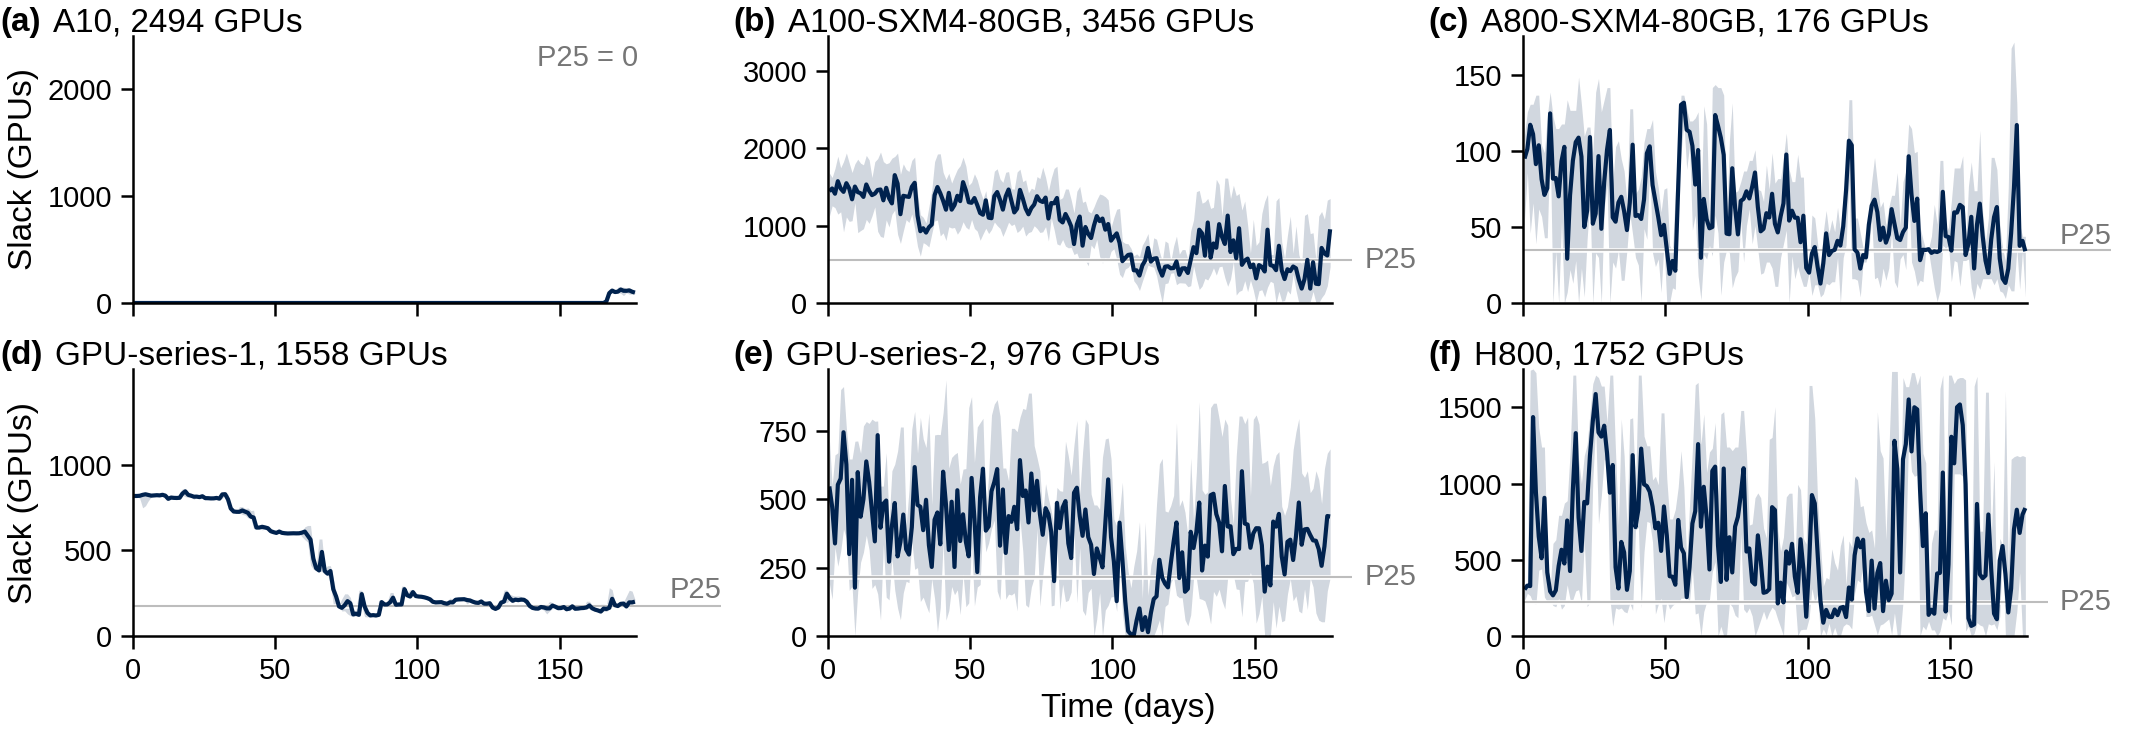 (a) A10, 2494 GPUs
P25 = 0
Slack (GPUs)
2000
1000
0
(b) A100-SXM4-80GB, 3456 GPUs
3000
2000
1000
0
P25
(c) A800-SXM4-80GB, 176 GPUs
150
100
50
0
P25
(d) GPU-series-1, 1558 GPUs
Slack (GPUs)
1000
500
0
P25
0 50 100 150
(e) GPU-series-2, 976 GPUs
750
500
250
0
P25
0 50 100 150
Time (days)
(f) H800, 1752 GPUs
1500
1000
500
0
P25
0 50 100 150